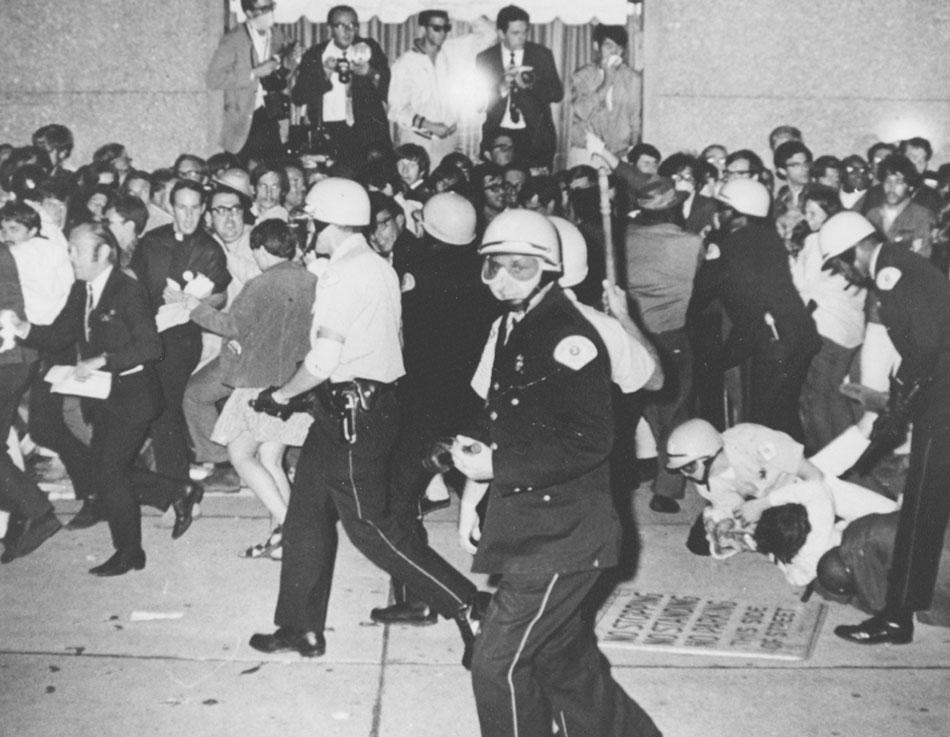 NO STOPPING
NO STANDING
NO PARKING
THIS SIDE
OF STREET